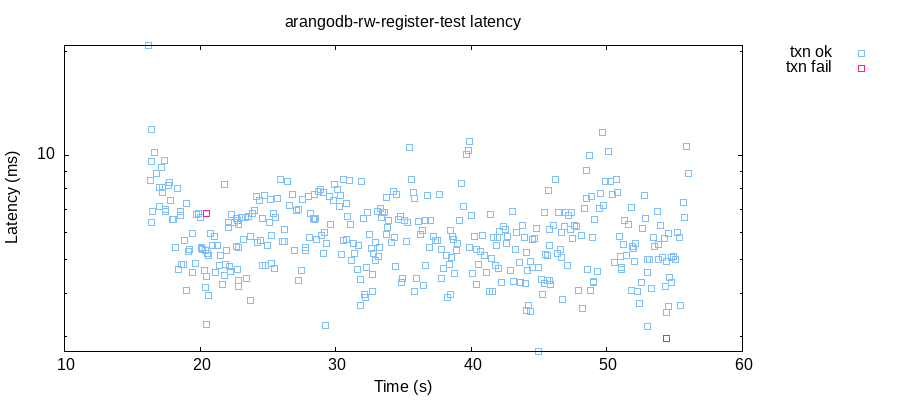 arangodb-rw-register-test latency
txn ok
txn fail
10
Latency (ms)
10 20 30 40 50 60
Time (s)